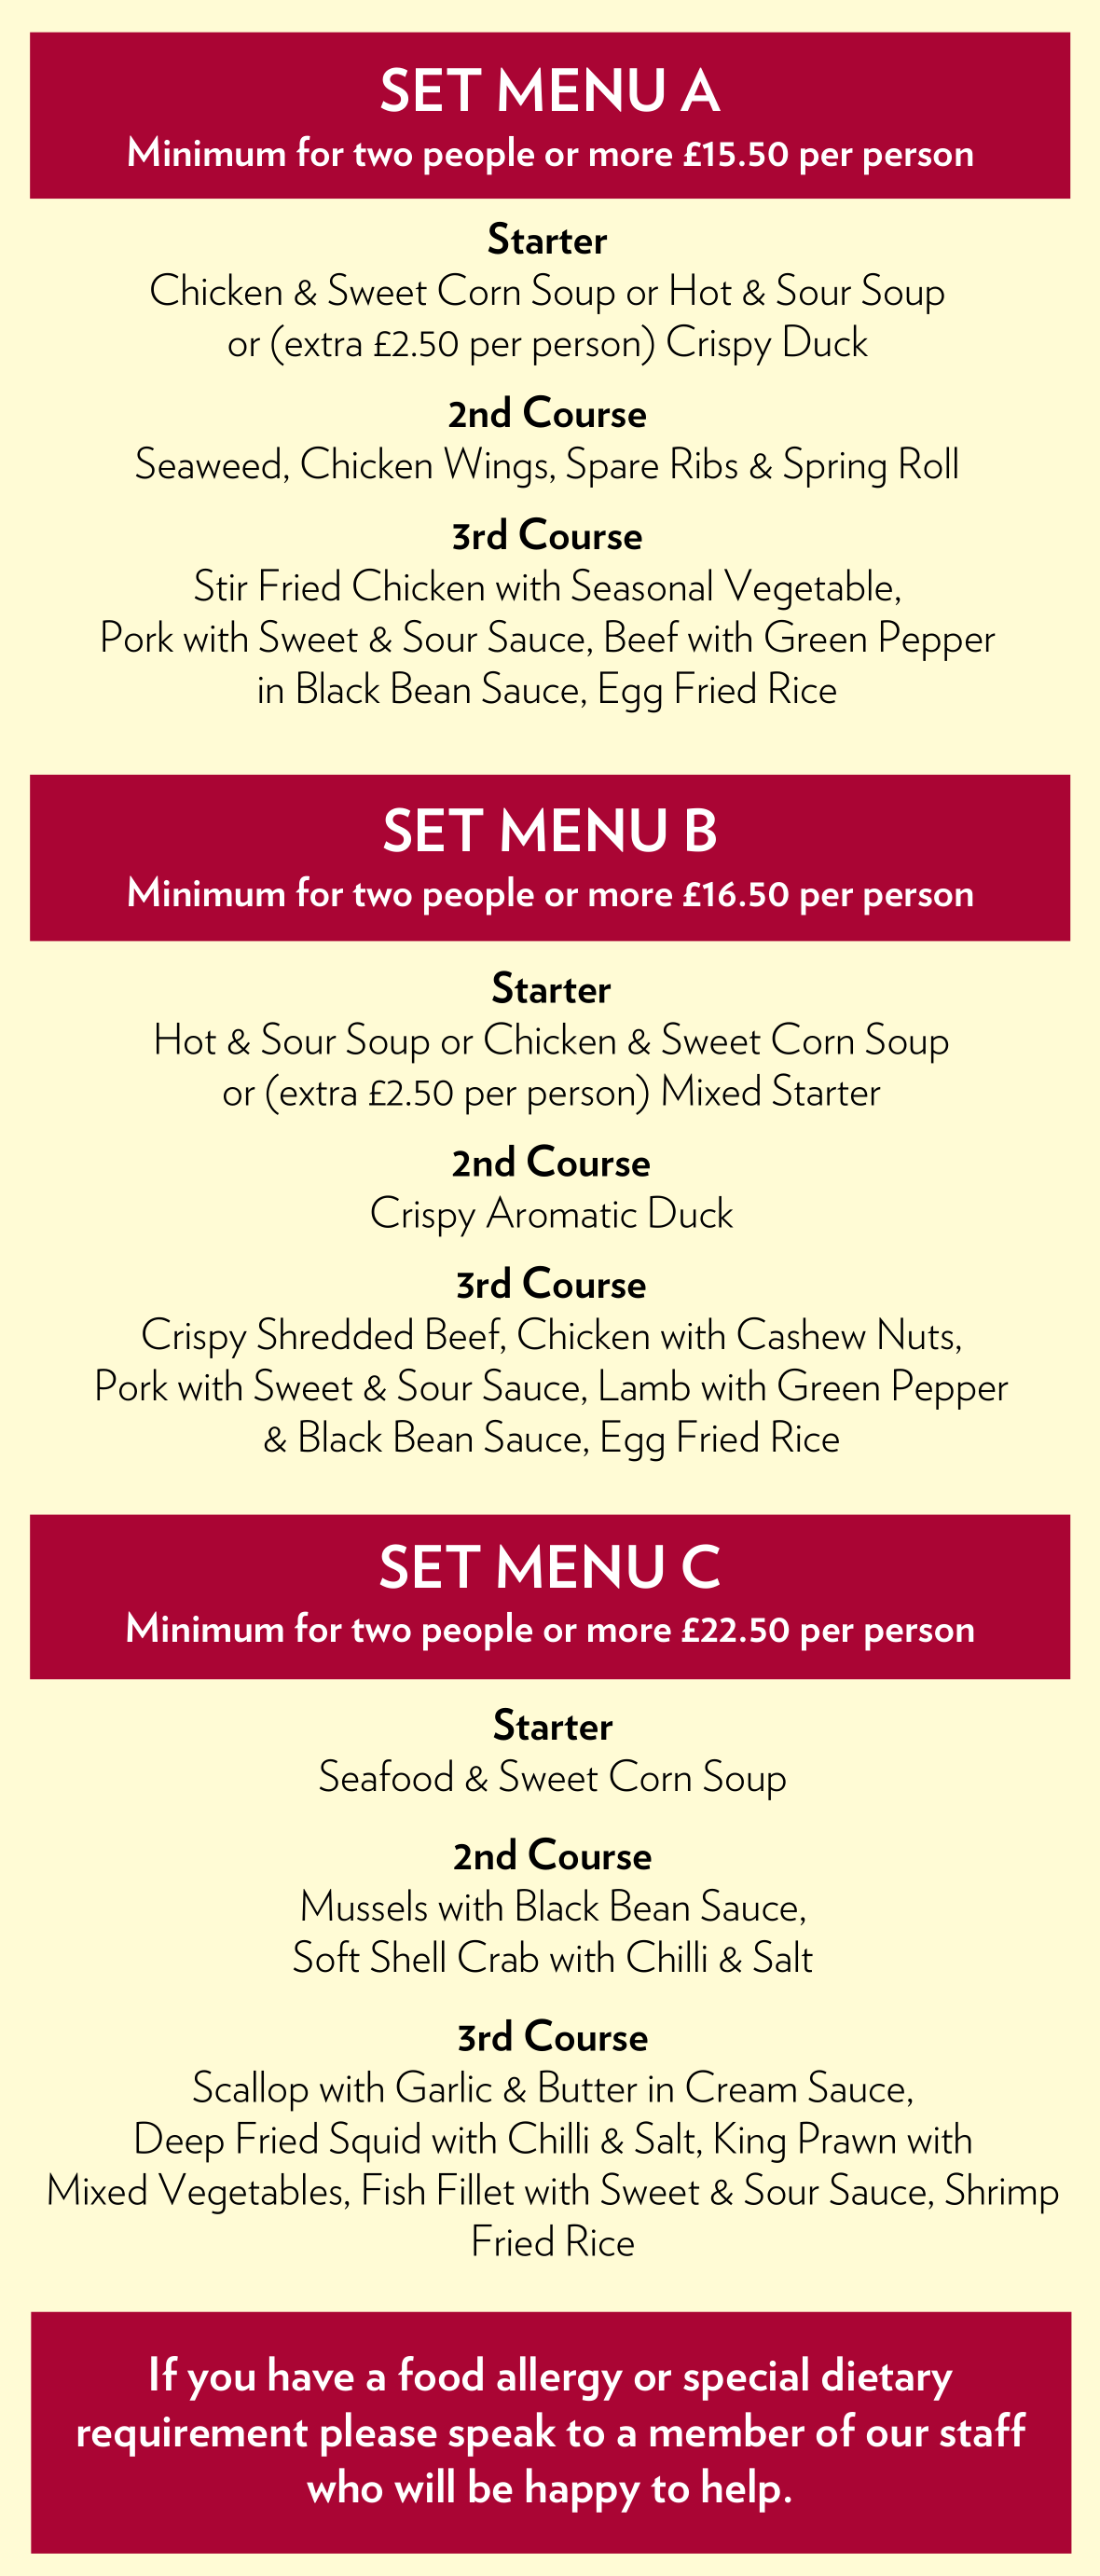 SET MENU A
Minimum for two people or more £15.50 per person
Starter
Chicken & Sweet Corn Soup or Hot & Sour Soup
or (extra £2.50 per person) Crispy Duck
2nd Course
Seaweed, Chicken Wings, Spare Ribs & Spring Roll
3rd Course
Stir Fried Chicken with Seasonal Vegetable,
Pork with Sweet & Sour Sauce, Beef with Green Pepper
in Black Bean Sauce, Egg Fried Rice
SET MENU B
Minimum for two people or more £16.50 per person
Starter
Hot & Sour Soup or Chicken & Sweet Corn Soup
or (extra £2.50 per person) Mixed Starter
2nd Course
Crispy Aromatic Duck
3rd Course
Crispy Shredded Beef, Chicken with Cashew Nuts,
Pork with Sweet & Sour Sauce, Lamb with Green Pepper
& Black Bean Sauce, Egg Fried Rice
SET MENU C
Minimum for two people or more £22.50 per person
Starter
Seafood & Sweet Corn Soup
2nd Course
Mussels with Black Bean Sauce,
Soft Shell Crab with Chilli & Salt
3rd Course
Scallop with Garlic & Butter in Cream Sauce,
Deep Fried Squid with Chilli & Salt, King Prawn with
Mixed Vegetables, Fish Fillet with Sweet & Sour Sauce, Shrimp
Fried Rice
If you have a food allergy or special dietary
requirement please speak to a member of our staff
who will be happy to help.